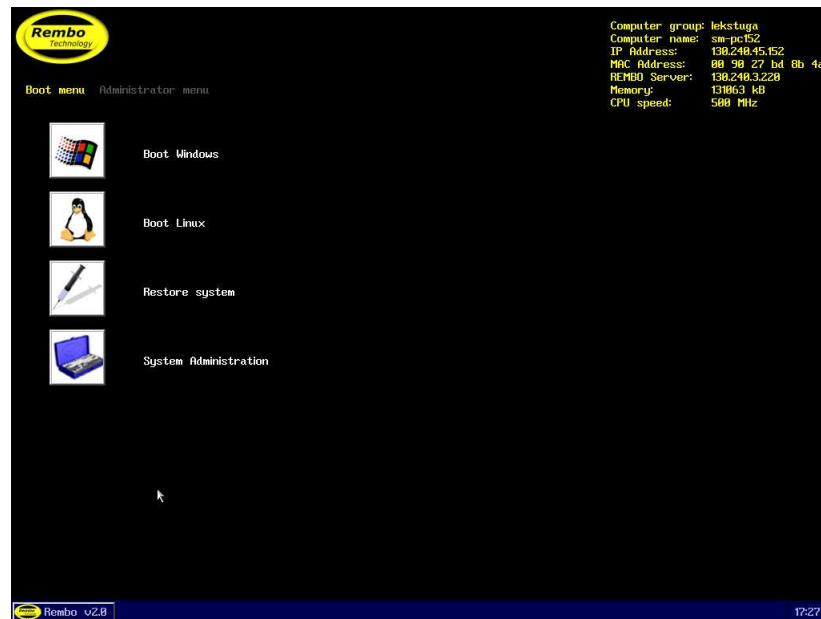 Rembo
Technology
Computer group: lekstuga
Computer name: sm-pc152
IP Address: 130.240.45.152
MAC Address: 00 90 27 bd 8b 4a
REMBO Server: 130.240.3.220
Memory: 131063 kB
CPU speed: 500 MHz
Boot menu Administrator menu
Boot Windows
Boot Linux
Restore system
System Administration
Rembo v2.0 17:27